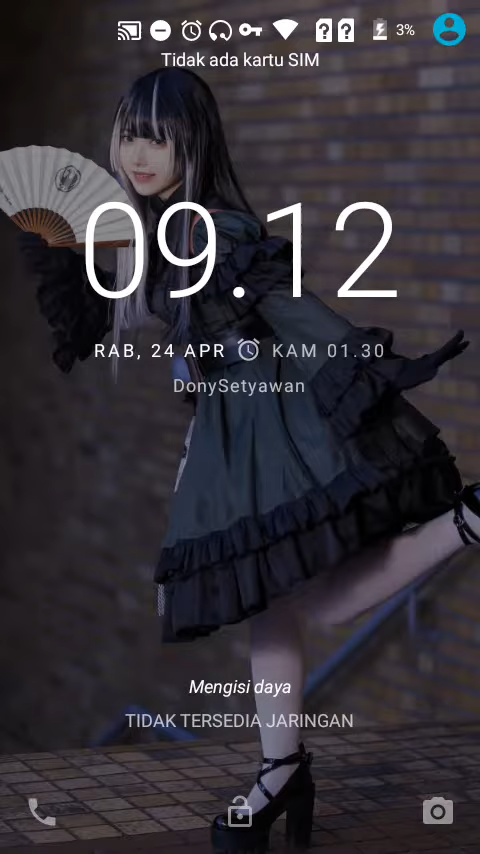 3%
Tidak ada kartu SIM
09.12
RAB, 24 APR KAM 01.30
DonySetyawan
Mengisi daya
TIDAK TERSEDIA JARINGAN